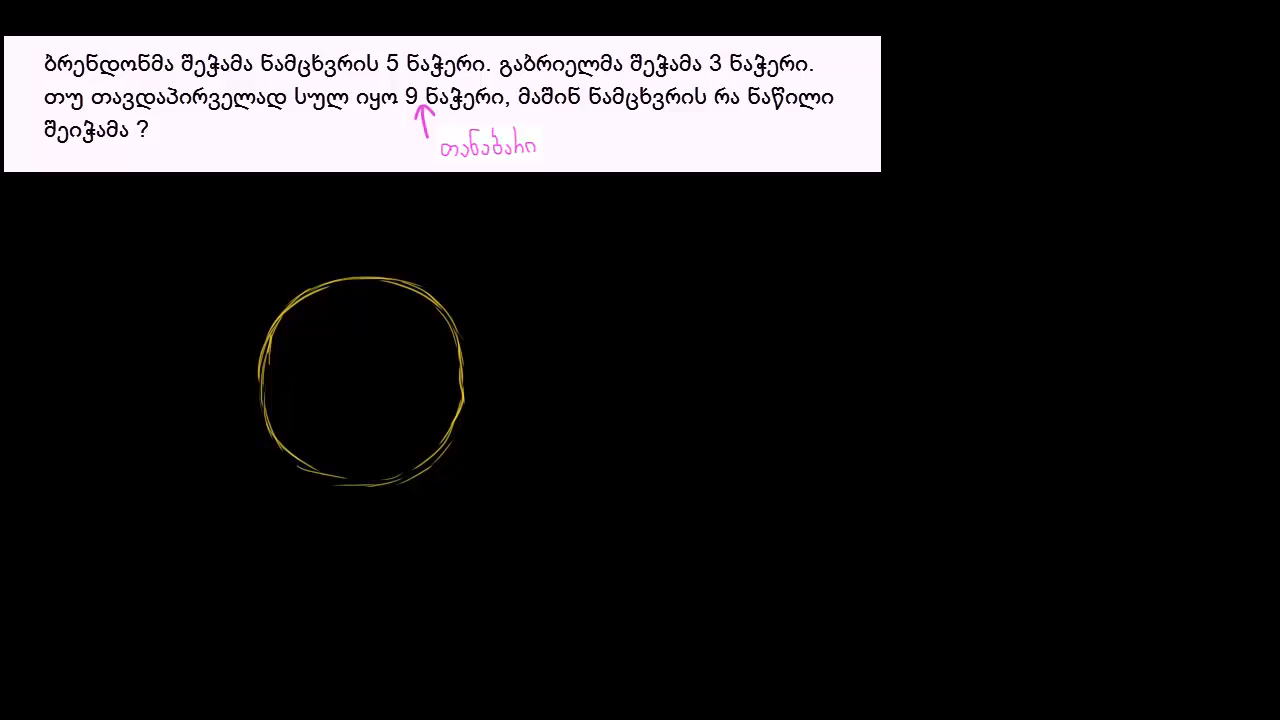 ბრენდონმა შეჭამა ნამცხვრის 5 ნაჭერი. გაბრიელმა შეჭამა 3 ნაჭერი.
თუ თავდაპირველად სულ იყო 9 ნაჭერი, მაშინ ნამცხვრის რა ნაწილი
შეიჭამა ?
თანაბარი